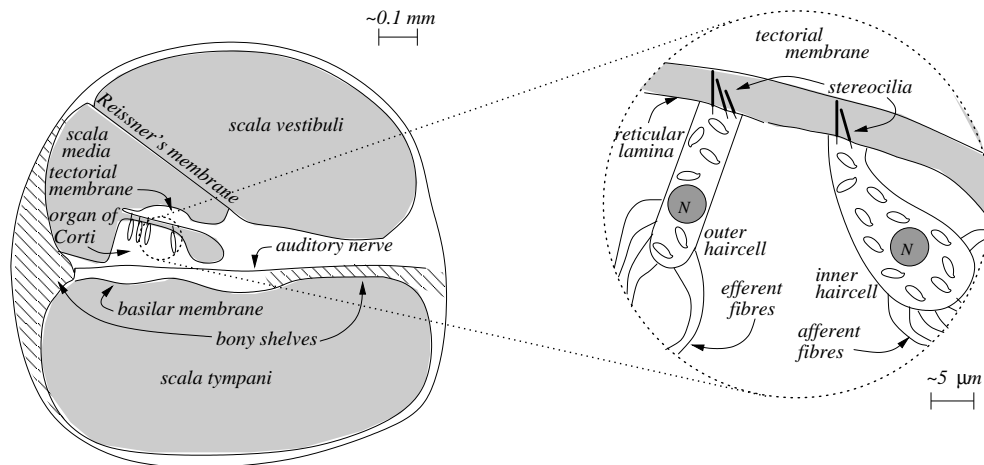 ~0.1 mm
Reissner's membrane
scala vestibuli
scala
media
tectorial
membrane
organ of
Corti
auditory nerve
basilar membrane
bony shelves
scala tympani
tectorial
membrane
stereocilia
reticular
lamina
N
outer
haircell
N
inner
haircell
efferent
fibres
afferent
fibres
~5 μm